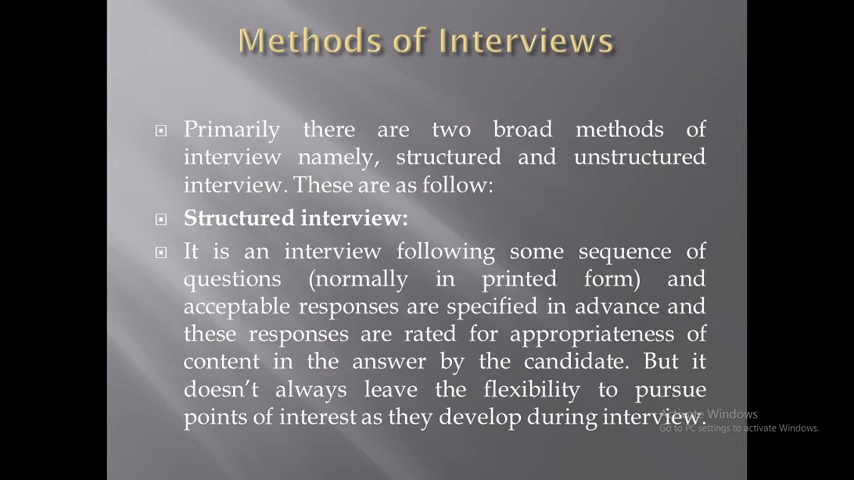 Methods of Interviews
Primarily there are two broad methods of
interview namely, structured and unstructured
interview. These are as follow:
Structured interview:
It is an interview following some sequence of
questions (normally in printed form) and
acceptable responses are specified in advance and
these responses are rated for appropriateness of
content in the answer by the candidate. But it
doesn't always leave the flexibility to pursue
points of interest as they develop during interview.
Activate Windows
Go to PC settings to activate Windows.